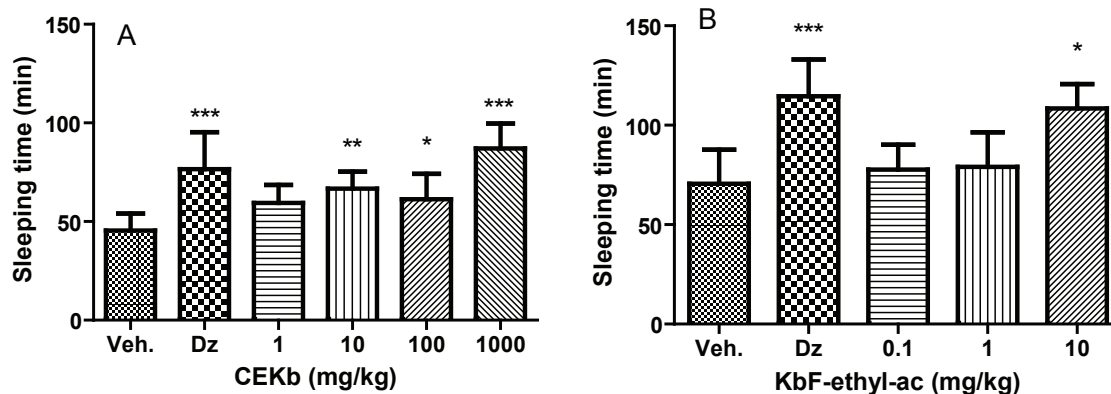 A
Sleeping time (min)
150
100
50
0
***
**
*
***
Veh. Dz 1 10 100 1000
CEKb (mg/kg)
B
Sleeping time (min)
150
100
50
0
***
*
Veh. Dz 0.1 1 10
KbF-ethyl-ac (mg/kg)